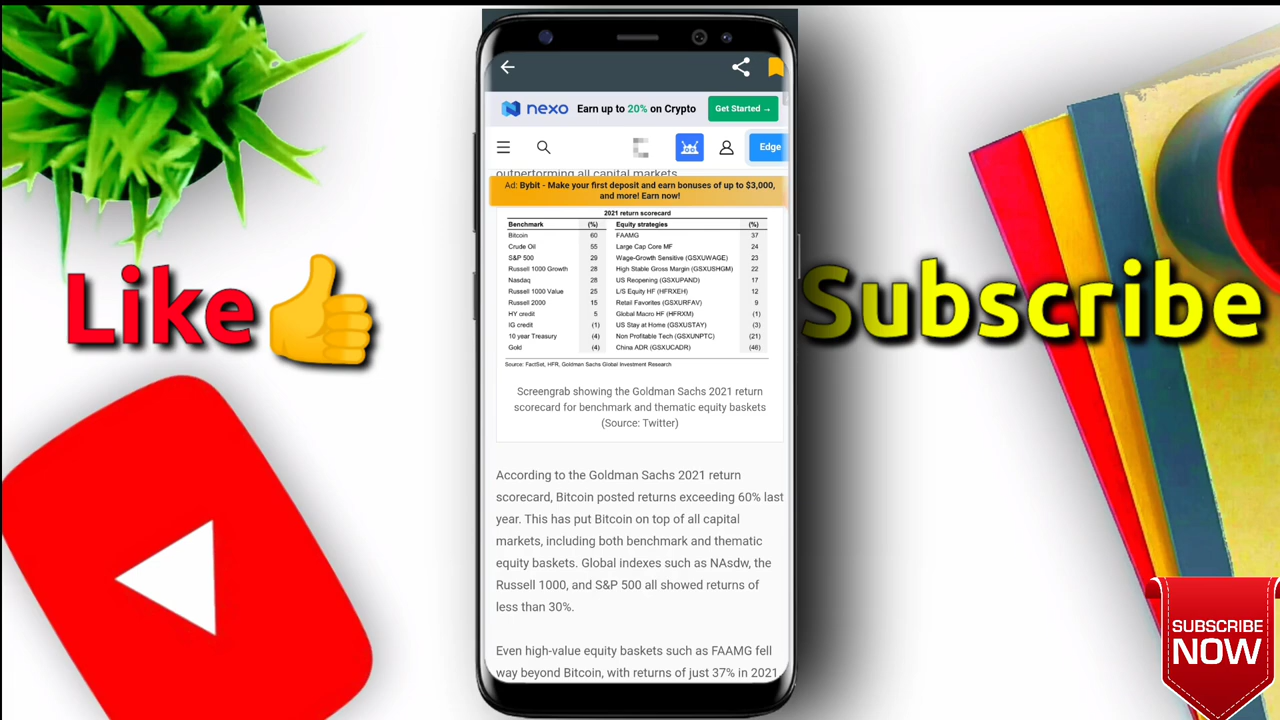 nexo Earn up to 20% on Crypto Get Started →
Edge
outperforming all capital markets
Ad: Bybit - Make your first deposit and earn bonuses of up to $3,000,
and more! Earn now!
2021 return scorecard
Benchmark (%) Equity strategies (%)
Bitcoin 60 FAAMG 37
Crude Oil 55 Large Cap Core MF 24
S&P 500 29 Wage-Growth Sensitive (GSXUWAGE) 23
Russell 1000 Growth 28 High Stable Gross Margin (GSXUSHGM) 22
Nasdaq 28 US Reopening (GSXUPAND) 17
Russell 1000 Value 25 L/S Equity HF (HFRXEH) 12
Russell 2000 15 Retail Favorites (GSXURFAV) 9
HY credit 5 Global Macro HF (HFRXM) (1)
IG credit (1) US Stay at Home (GSXUSTAY) (3)
10 year Treasury (4) Non Profitable Tech (GSXUNPTC) (21)
Gold (4) China ADR (GSXUCADR) (46)
Source: FactSet, HFR, Goldman Sachs Global Investment Research
Screengrab showing the Goldman Sachs 2021 return
scorecard for benchmark and thematic equity baskets
(Source: Twitter)
According to the Goldman Sachs 2021 return
scorecard, Bitcoin posted returns exceeding 60% last
year. This has put Bitcoin on top of all capital
markets, including both benchmark and thematic
equity baskets. Global indexes such as NAsdw, the
Russell 1000, and S&P 500 all showed returns of
less than 30%.
Even high-value equity baskets such as FAAMG fell
way beyond Bitcoin, with returns of just 37% in 2021.
Like
Subscribe
SUBSCRIBE
NOW